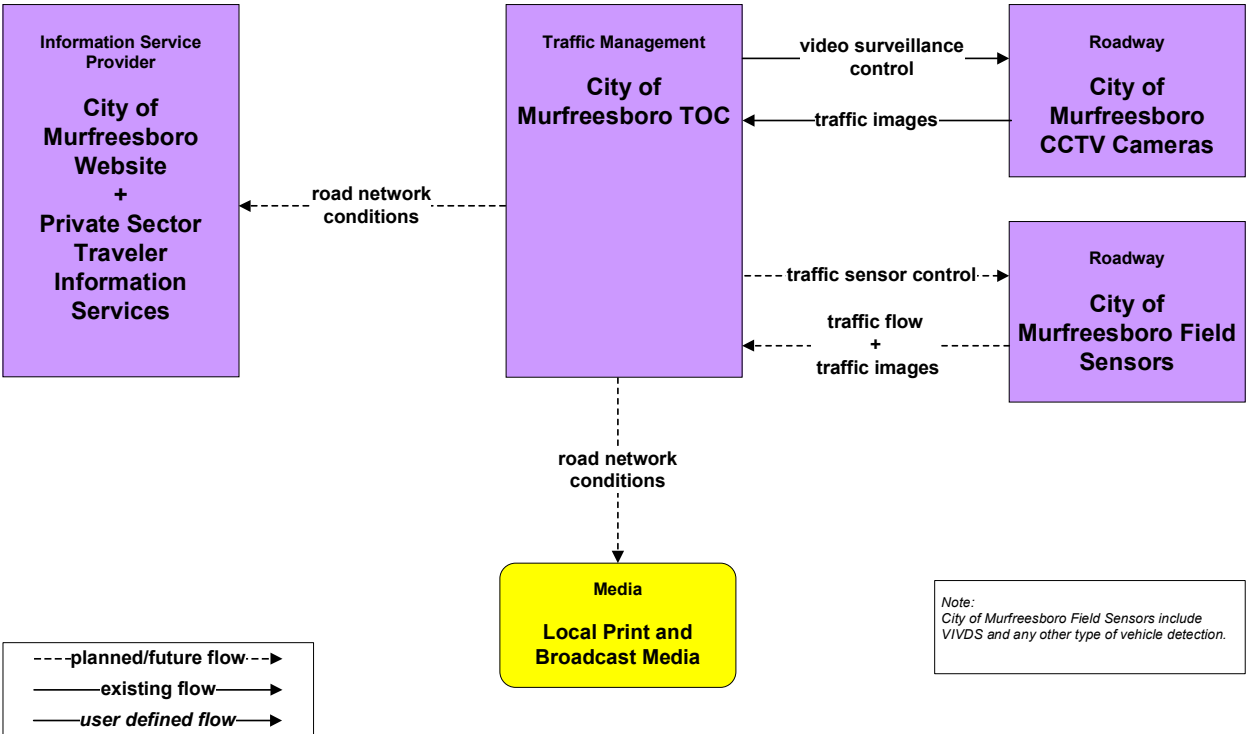 Information Service
Provider
City of
Murfreesboro
Website
+
Private Sector
Traveler
Information
Services
road network
conditions
Traffic Management
City of
Murfreesboro TOC
video surveillance
control
traffic images
Roadway
City of
Murfreesboro
CCTV Cameras
traffic sensor control
traffic flow
+
traffic images
Roadway
City of
Murfreesboro Field
Sensors
road network
conditions
Media
Local Print and
Broadcast Media
Note:
City of Murfreesboro Field Sensors include
VIVDS and any other type of vehicle detection.
planned/future flow
existing flow
user defined flow